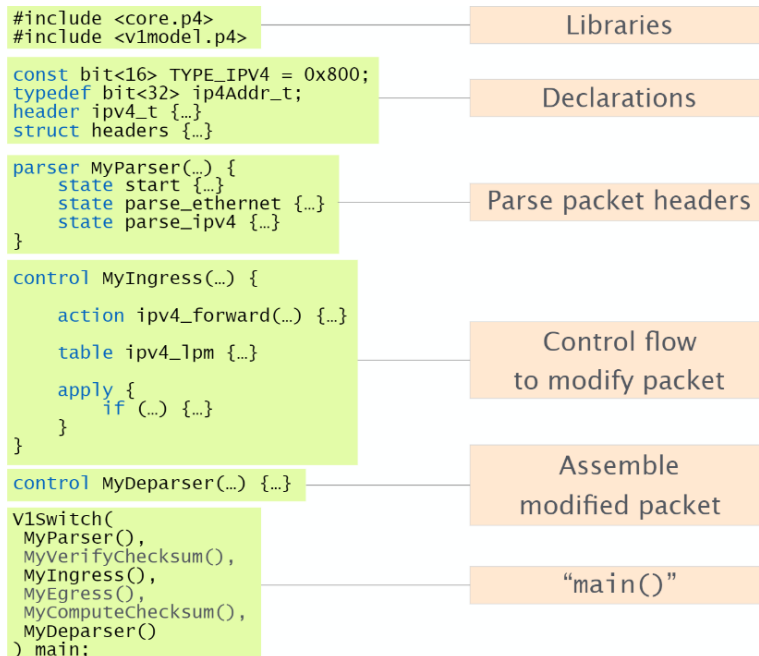 #include <core.p4>
#include <v1model.p4>
Libraries
const bit<16> TYPE_IPV4 = 0x800;
typedef bit<32> ip4Addr_t;
header ipv4_t {…}
struct headers {…}
Declarations
parser MyParser(…) {
state start {…}
state parse_ethernet {…}
state parse_ipv4 {…}
}
Parse packet headers
control MyIngress(…) {
action ipv4_forward(…) {…}
table ipv4_lpm {…}
apply {
if (…) {…}
}
}
Control flow
to modify packet
control MyDeparser(…) {…}
Assemble
modified packet
V1Switch(
MyParser(),
MyVerifyChecksum(),
MyIngress(),
MyEgress(),
MyComputeChecksum(),
MyDeparser()
) main;
“main()”